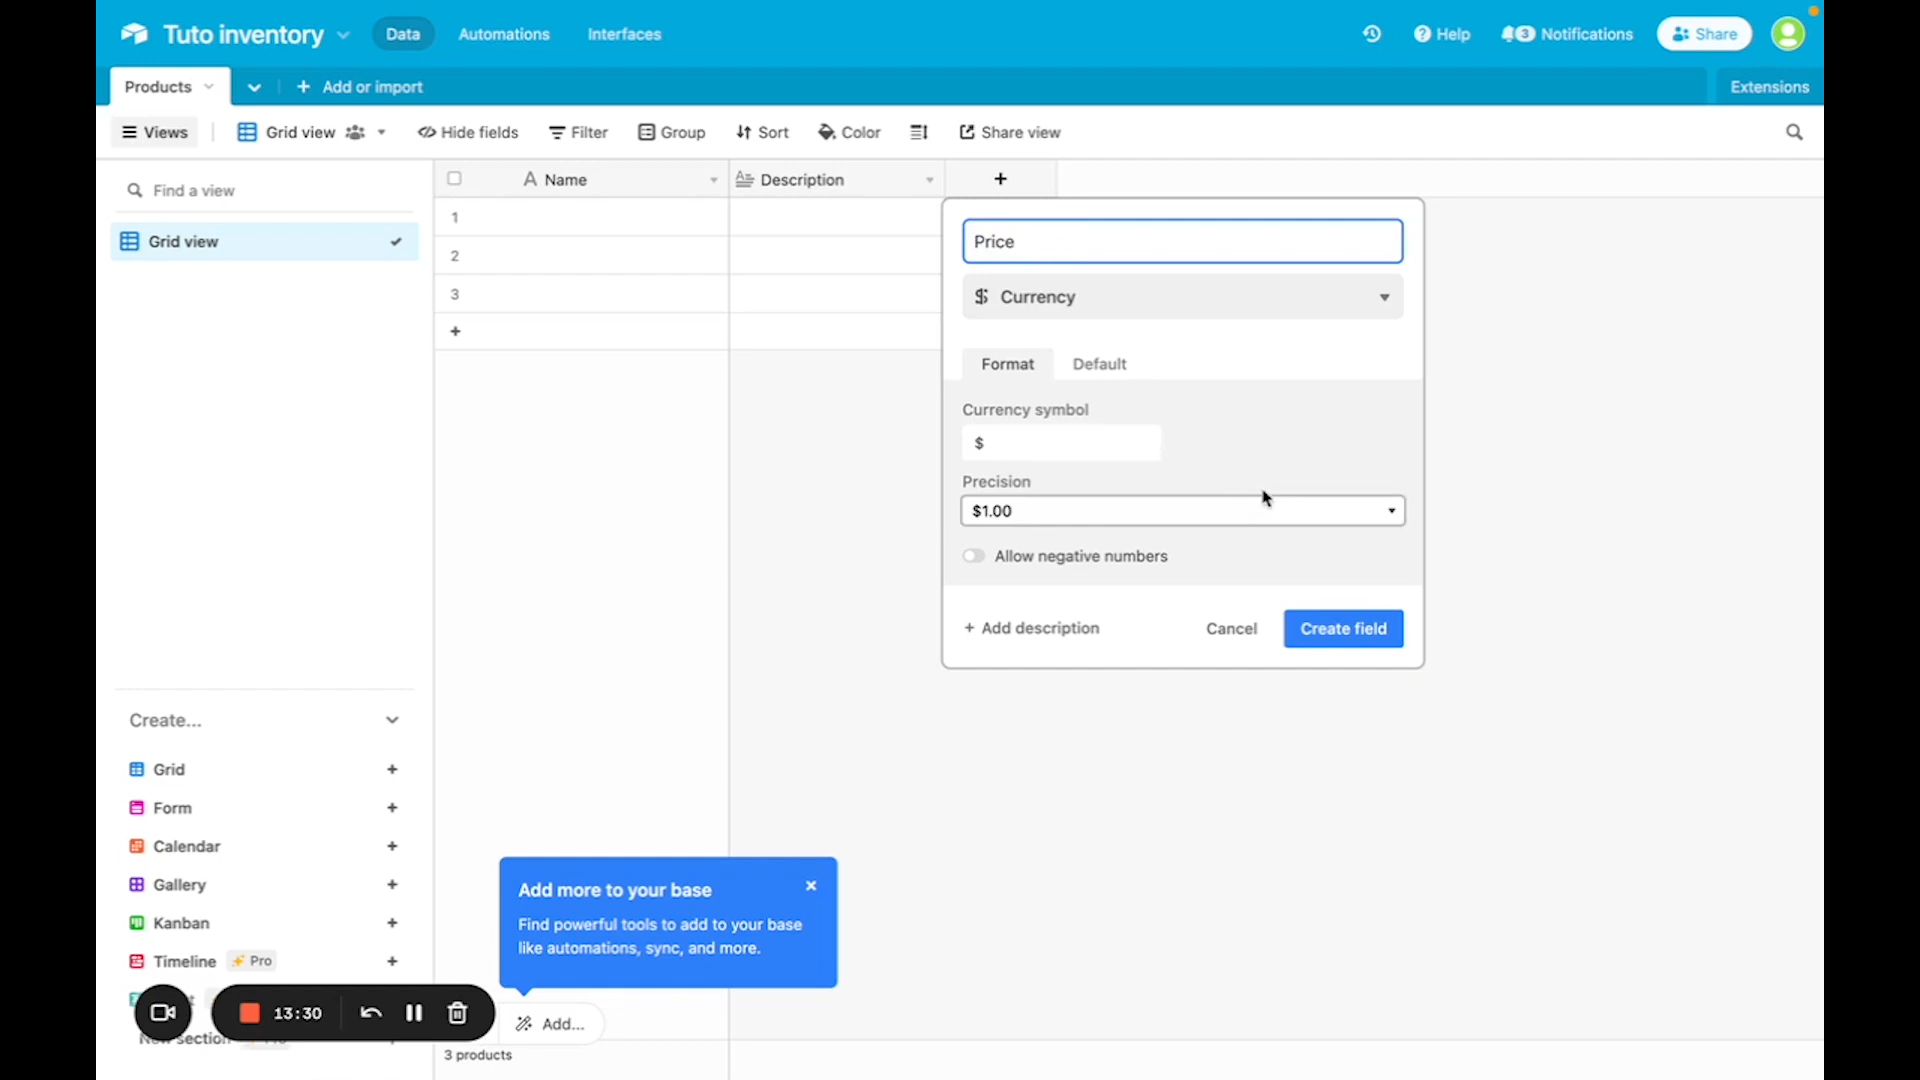 Tuto inventory
Data
Automations
Interfaces
Help
3 Notifications
Share
Products
Add or import
Extensions
Views
Grid view
Hide fields
Filter
Group
Sort
Color
Share view
Find a view
Grid view
Name
Description
1
2
3
Price
$ Currency
Format
Default
Currency symbol
$
Precision
$1.00
Allow negative numbers
+ Add description
Cancel
Create field
Create...
Grid
Form
Calendar
Gallery
Kanban
Timeline
Pro
13:30
section
Add more to your base
Find powerful tools to add to your base
like automations, sync, and more.
Add...
3 products